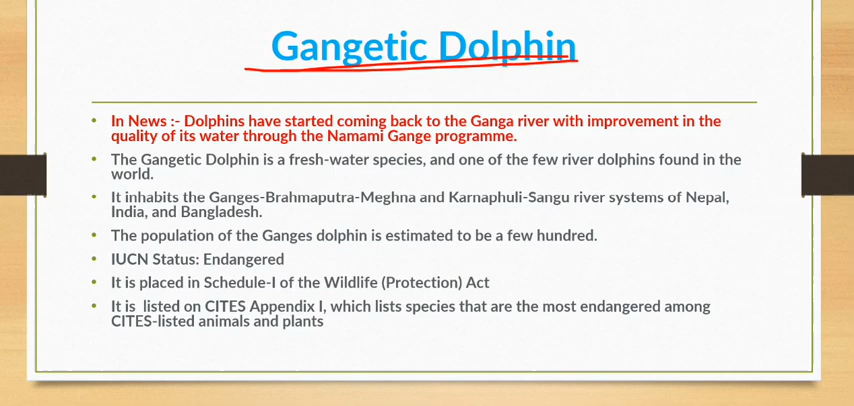 Gangetic Dolphin
• In News :- Dolphins have started coming back to the Ganga river with improvement in the
quality of its water through the Namami Gange programme.
• The Gangetic Dolphin is a fresh-water species, and one of the few river dolphins found in the
world.
• It inhabits the Ganges-Brahmaputra-Meghna and Karnaphuli-Sangu river systems of Nepal,
India, and Bangladesh.
• The population of the Ganges dolphin is estimated to be a few hundred.
• IUCN Status: Endangered
• It is placed in Schedule-I of the Wildlife (Protection) Act
• It is  listed on CITES Appendix I, which lists species that are the most endangered among
CITES-listed animals and plants